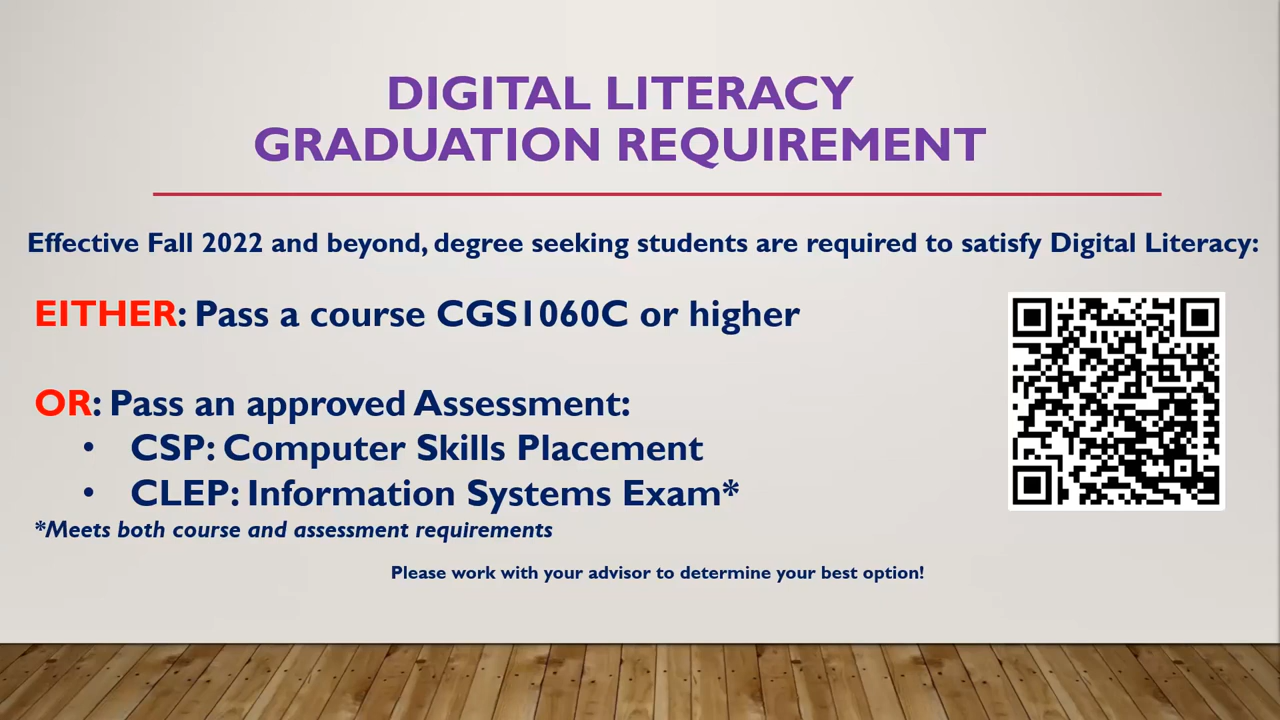 DIGITAL LITERACY
GRADUATION REQUIREMENT
Effective Fall 2022 and beyond, degree seeking students are required to satisfy Digital Literacy:
EITHER: Pass a course CGS1060C or higher
OR: Pass an approved Assessment:
• CSP: Computer Skills Placement
• CLEP: Information Systems Exam*
*Meets both course and assessment requirements
Please work with your advisor to determine your best option!